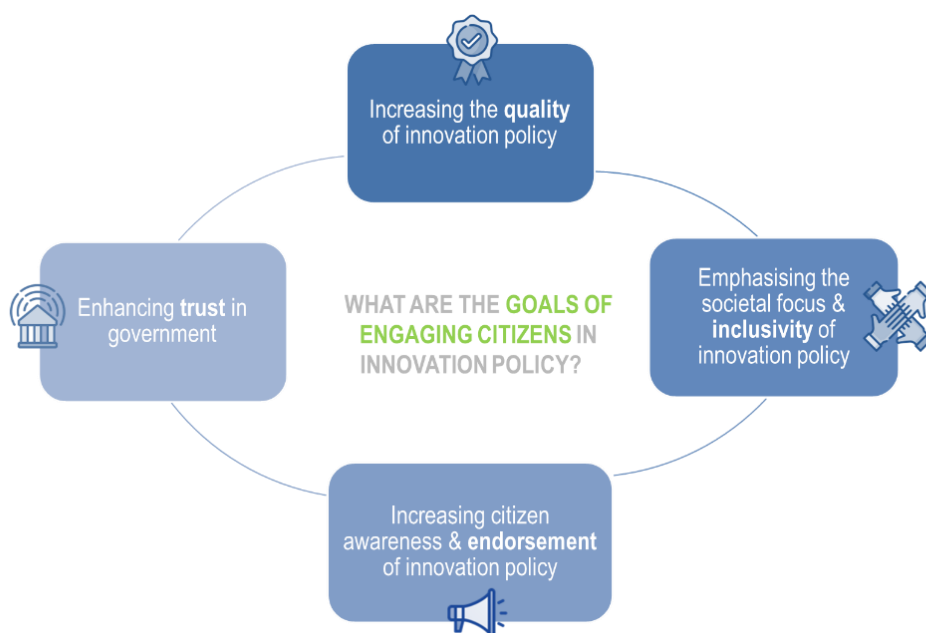 Increasing the quality
of innovation policy
Emphasising the
societal focus &
inclusivity of
innovation policy
Enhancing trust in
government
WHAT ARE THE GOALS OF
ENGAGING CITIZENS IN
INNOVATION POLICY?
Increasing citizen
awareness & endorsement
of innovation policy